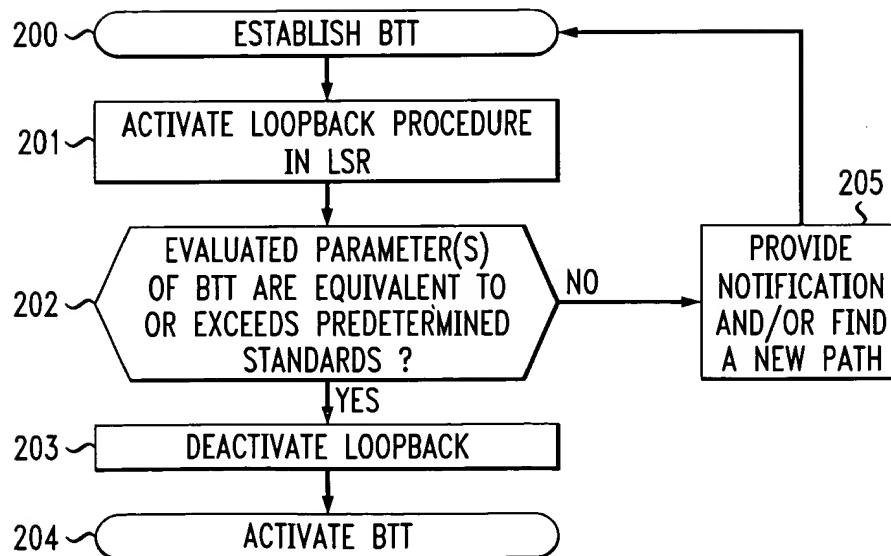 200
ESTABLISH BTT
201
ACTIVATE LOOPBACK PROCEDURE
IN LSR
202
EVALUATED PARAMETER(S)
OF BTT ARE EQUIVALENT TO
OR EXCEEDS PREDETERMINED
STANDARDS ?
NO
205
PROVIDE
NOTIFICATION
AND/OR FIND
A NEW PATH
YES
203
DEACTIVATE LOOPBACK
204
ACTIVATE BTT